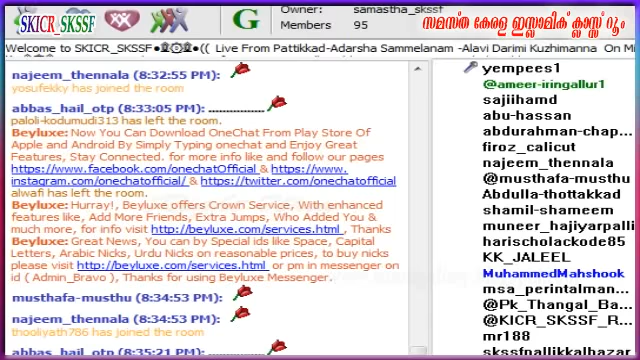 SKICR_SKSSF
G
Owner: samastha_skssf
Members 95
സമസ്ത കേരള ഇസ്ലാമിക് ക്ലാസ്സ് റൂം
Welcome to SKICR_SKSSF Live From Pattikkad-Adarsha Sammelanam -Alavi Darimi Kuzhimanna On Mi
najeem_thennala (8:32:55 PM):
yosufekky has joined the room
abbas_hail_otp (8:33:05 PM): ................
paloli-kodumudi313 has left the room.
Beyluxe: Now You Can Download OneChat From Play Store Of
Apple and Android By Simply Typing onechat and Enjoy Great
Features, Stay Connected. for more info like and follow our pages
https://www.facebook.com/onechatOfficial & https://www.
instagram.com/onechatofficial/ & https://twitter.com/onechatofficial
alwafi has left the room.
Beyluxe: Hurray!, Beyluxe offers Crown Service, With enhanced
features like, Add More Friends, Extra Jumps, Who Added You &
much more, for info visit http://beyluxe.com/services.html , Thanks
Beyluxe: Great News, You can by Special ids like Space, Capital
Letters, Arabic Nicks, Urdu Nicks on reasonable prices, to buy nicks
please visit http://beyluxe.com/services.html or pm in messenger on
id ( Admin_Bravo ), Thanks for using Beyluxe Messenger.
musthafa-musthu (8:34:53 PM):
najeem_thennala (8:34:53 PM):
thooliyath786 has joined the room
abbas_hail_otp (8:35:21 PM): ................
yempees1
@ameer-iringallur1
sajiihamd
abu-hassan
abdurahman-chap...
firoz_calicut
najeem_thennala
@musthafa-musthu
Abdulla-thottakkad
shamil-shameem
muneer_hajiyarpalli
harischolackode85
KK_JALEEL
MuhammedMahshook
msa_perintalman...
@Pk_Thangal_Ba...
@KICR_SKSSF_R...
mr188
skssfpallikkalhazar